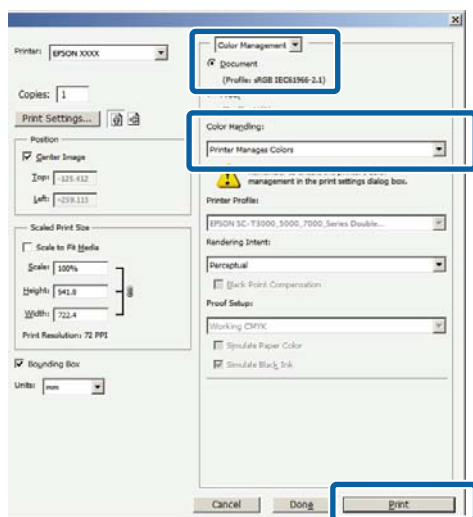 Printer: EPSON XXXX
Copies: 1
Print Settings...
Position
Center Image
Top: -125.412
Left: -259.113
Scaled Print Size
Scale to Fit Media
Scale: 100%
Height: 541.8
Width: 722.4
Print Resolution: 72 PPI
Bounding Box
Units: mm
Color Management
Document
(Profile: sRGB IEC61966-2.1)
Color Handling:
Printer Manages Colors
management in the print settings dialog box.
Printer Profile:
EPSON SC-T3000_5000_7000_Series Double...
Rendering Intent:
Perceptual
Black Point Compensation
Proof Setup:
Working CMYK
Simulate Paper Color
Simulate Black Ink
Cancel
Done
Print